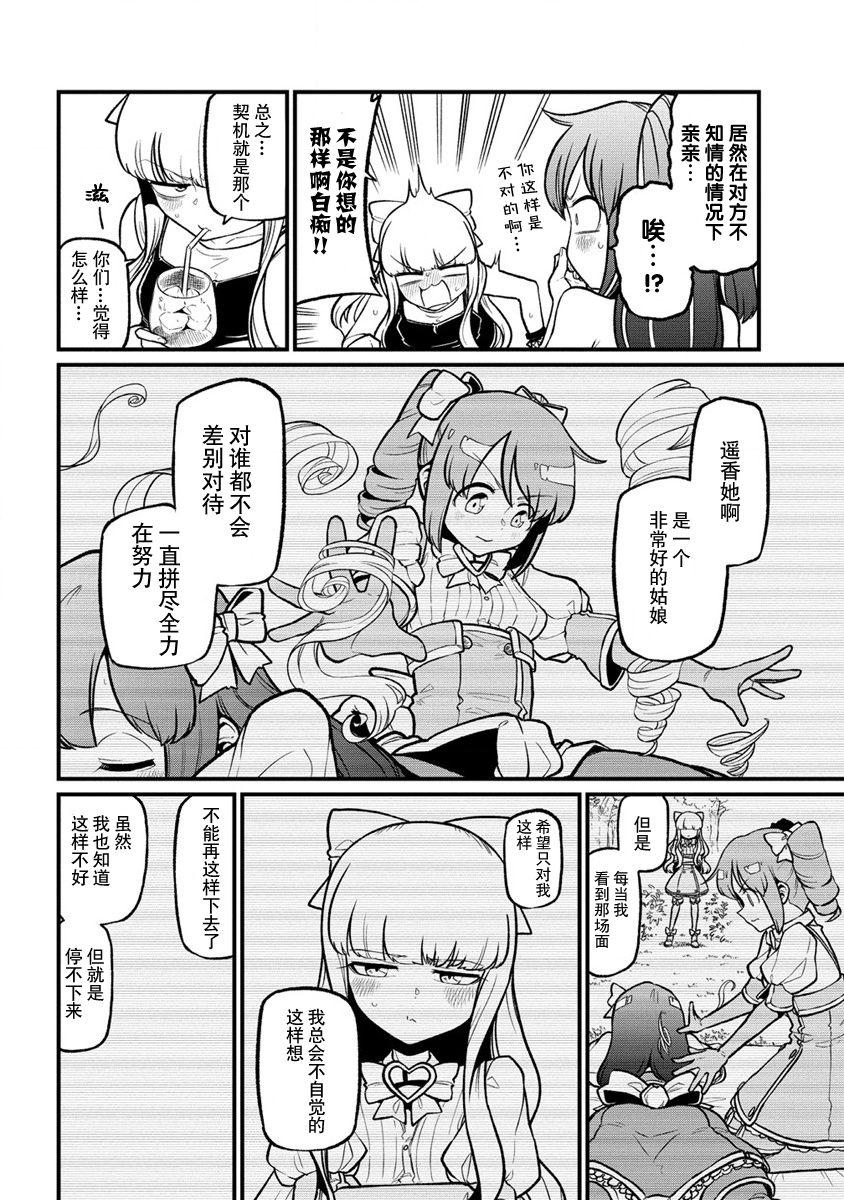 居然在对方不
知情的情况下
亲亲…
唉…!?
你这样是
不对的啊…
不是你想的
那样啊白痴!!
总之…
契机就是那个
滋
你们…觉得
怎么样…
遥香她啊
是一个
非常好的姑娘
对谁都不会
差别对待
一直拼尽全力
在努力
但是
每当我
看到那场面
希望只对我
这样
我总会不自觉的
这样想
不能再这样下去了
虽然
我也知道
这样不好
但就是
停不下来